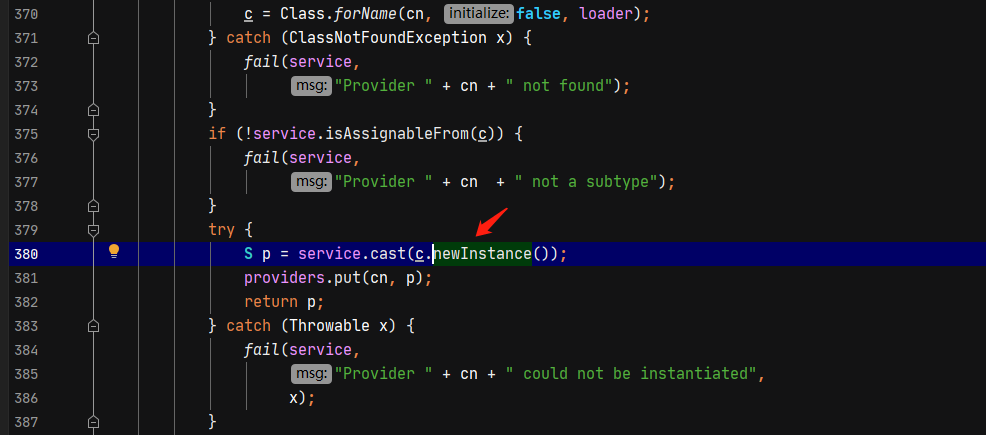 370 c = Class.forName(cn, initialize: false, loader);
371 } catch (ClassNotFoundException x) {
372 fail(service,
373 msg: "Provider " + cn + " not found");
374 }
375 if (!service.isAssignableFrom(c)) {
376 fail(service,
377 msg: "Provider " + cn  + " not a subtype");
378 }
379 try {
380 S p = service.cast(c.newInstance());
381 providers.put(cn, p);
382 return p;
383 } catch (Throwable x) {
384 fail(service,
385 msg: "Provider " + cn + " could not be instantiated",
386 x);
387 }